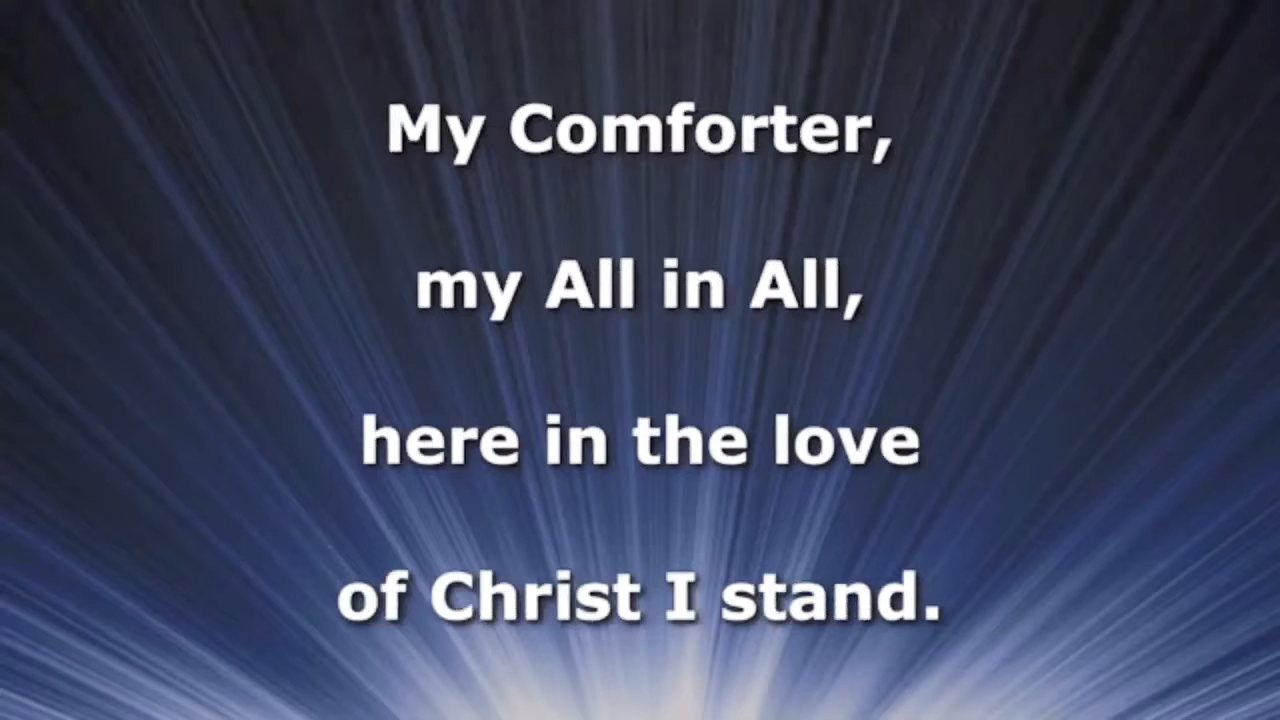 My Comforter,
my All in All,
here in the love
of Christ I stand.